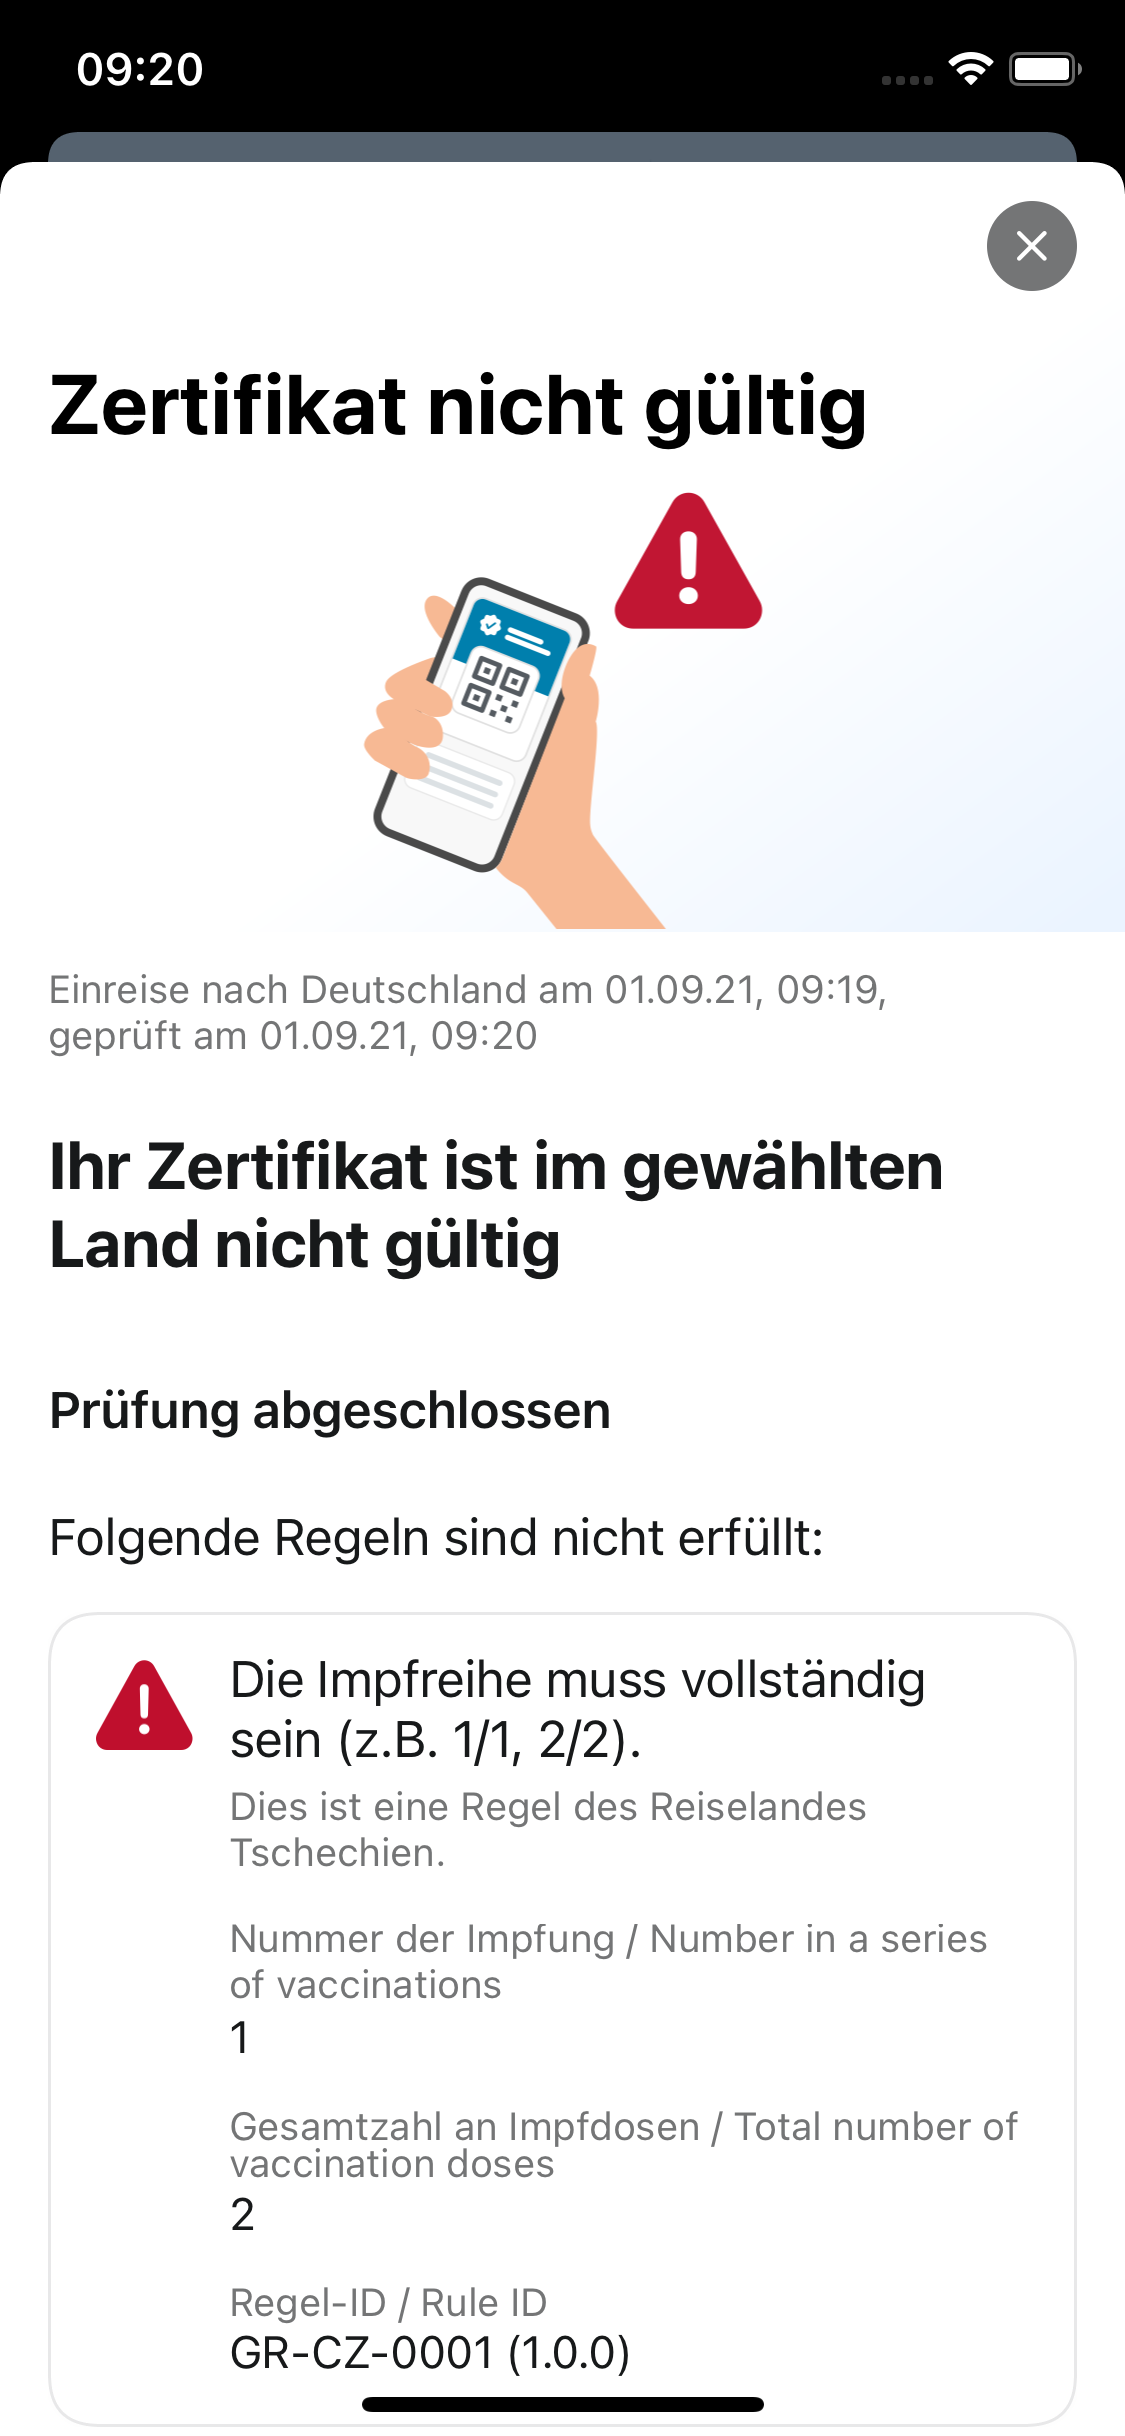 09:20
Zertifikat nicht gültig
Einreise nach Deutschland am 01.09.21, 09:19,
geprüft am 01.09.21, 09:20
Ihr Zertifikat ist im gewählten
Land nicht gültig
Prüfung abgeschlossen
Folgende Regeln sind nicht erfüllt:
Die Impfreihe muss vollständig
sein (z.B. 1/1, 2/2).
Dies ist eine Regel des Reiselandes
Tschechien.
Nummer der Impfung / Number in a series
of vaccinations
1
Gesamtzahl an Impfdosen / Total number of
vaccination doses
2
Regel-ID / Rule ID
GR-CZ-0001 (1.0.0)